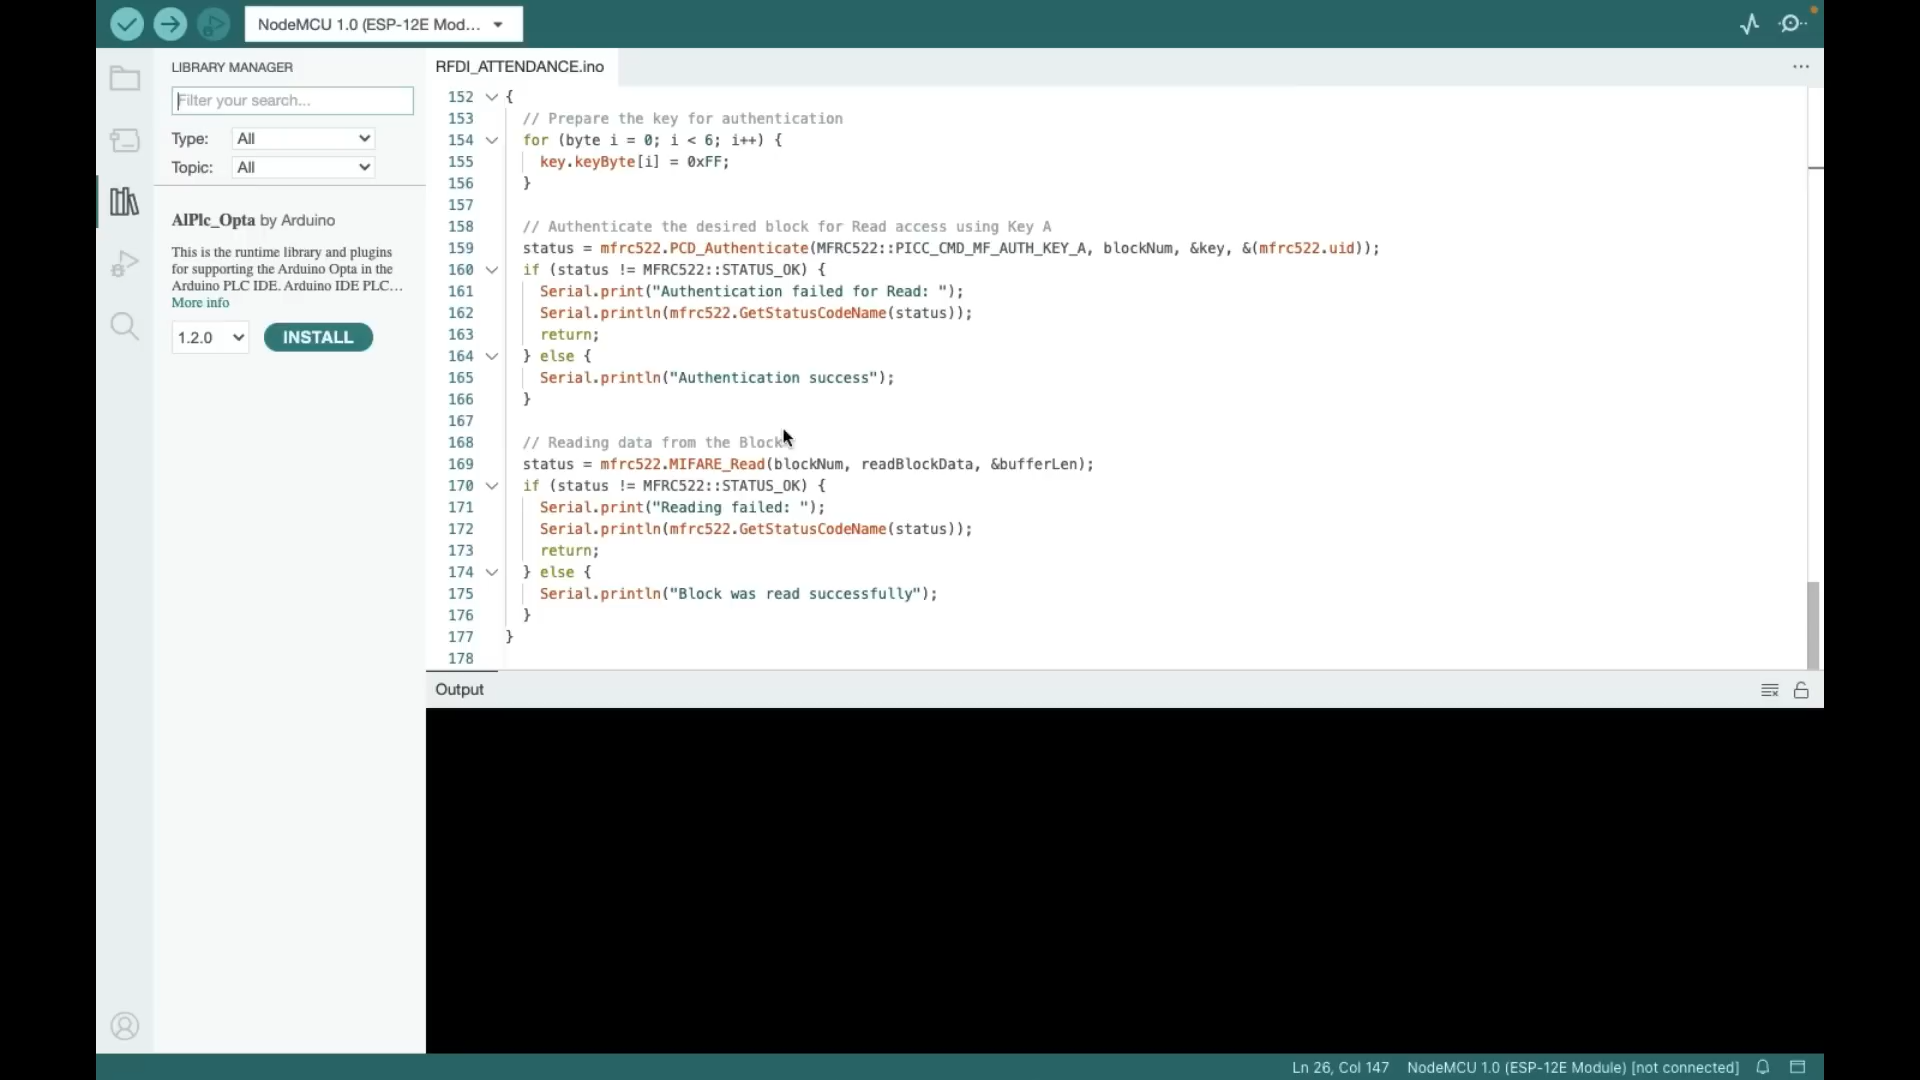 NodeMCU 1.0 (ESP-12E Mod...
LIBRARY MANAGER
Filter your search...
Type: All
Topic: All
AIPlc_Opta by Arduino
This is the runtime library and plugins
for supporting the Arduino Opta in the
Arduino PLC IDE. Arduino IDE PLC...
More info
1.2.0 INSTALL
RFDI_ATTENDANCE.ino
152 {
153 // Prepare the key for authentication
154 for (byte i = 0; i < 6; i++) {
155 key.keyByte[i] = 0xFF;
156 }
157
158 // Authenticate the desired block for Read access using Key A
159 status = mfrc522.PCD_Authenticate(MFRC522::PICC_CMD_MF_AUTH_KEY_A, blockNum, &key, &(mfrc522.uid));
160 if (status != MFRC522::STATUS_OK) {
161 Serial.print("Authentication failed for Read: ");
162 Serial.println(mfrc522.GetStatusCodeName(status));
163 return;
164 } else {
165 Serial.println("Authentication success");
166 }
167
168 // Reading data from the Block
169 status = mfrc522.MIFARE_Read(blockNum, readBlockData, &bufferLen);
170 if (status != MFRC522::STATUS_OK) {
171 Serial.print("Reading failed: ");
172 Serial.println(mfrc522.GetStatusCodeName(status));
173 return;
174 } else {
175 Serial.println("Block was read successfully");
176 }
177 }
178
Output
Ln 26, Col 147 NodeMCU 1.0 (ESP-12E Module) [not connected]